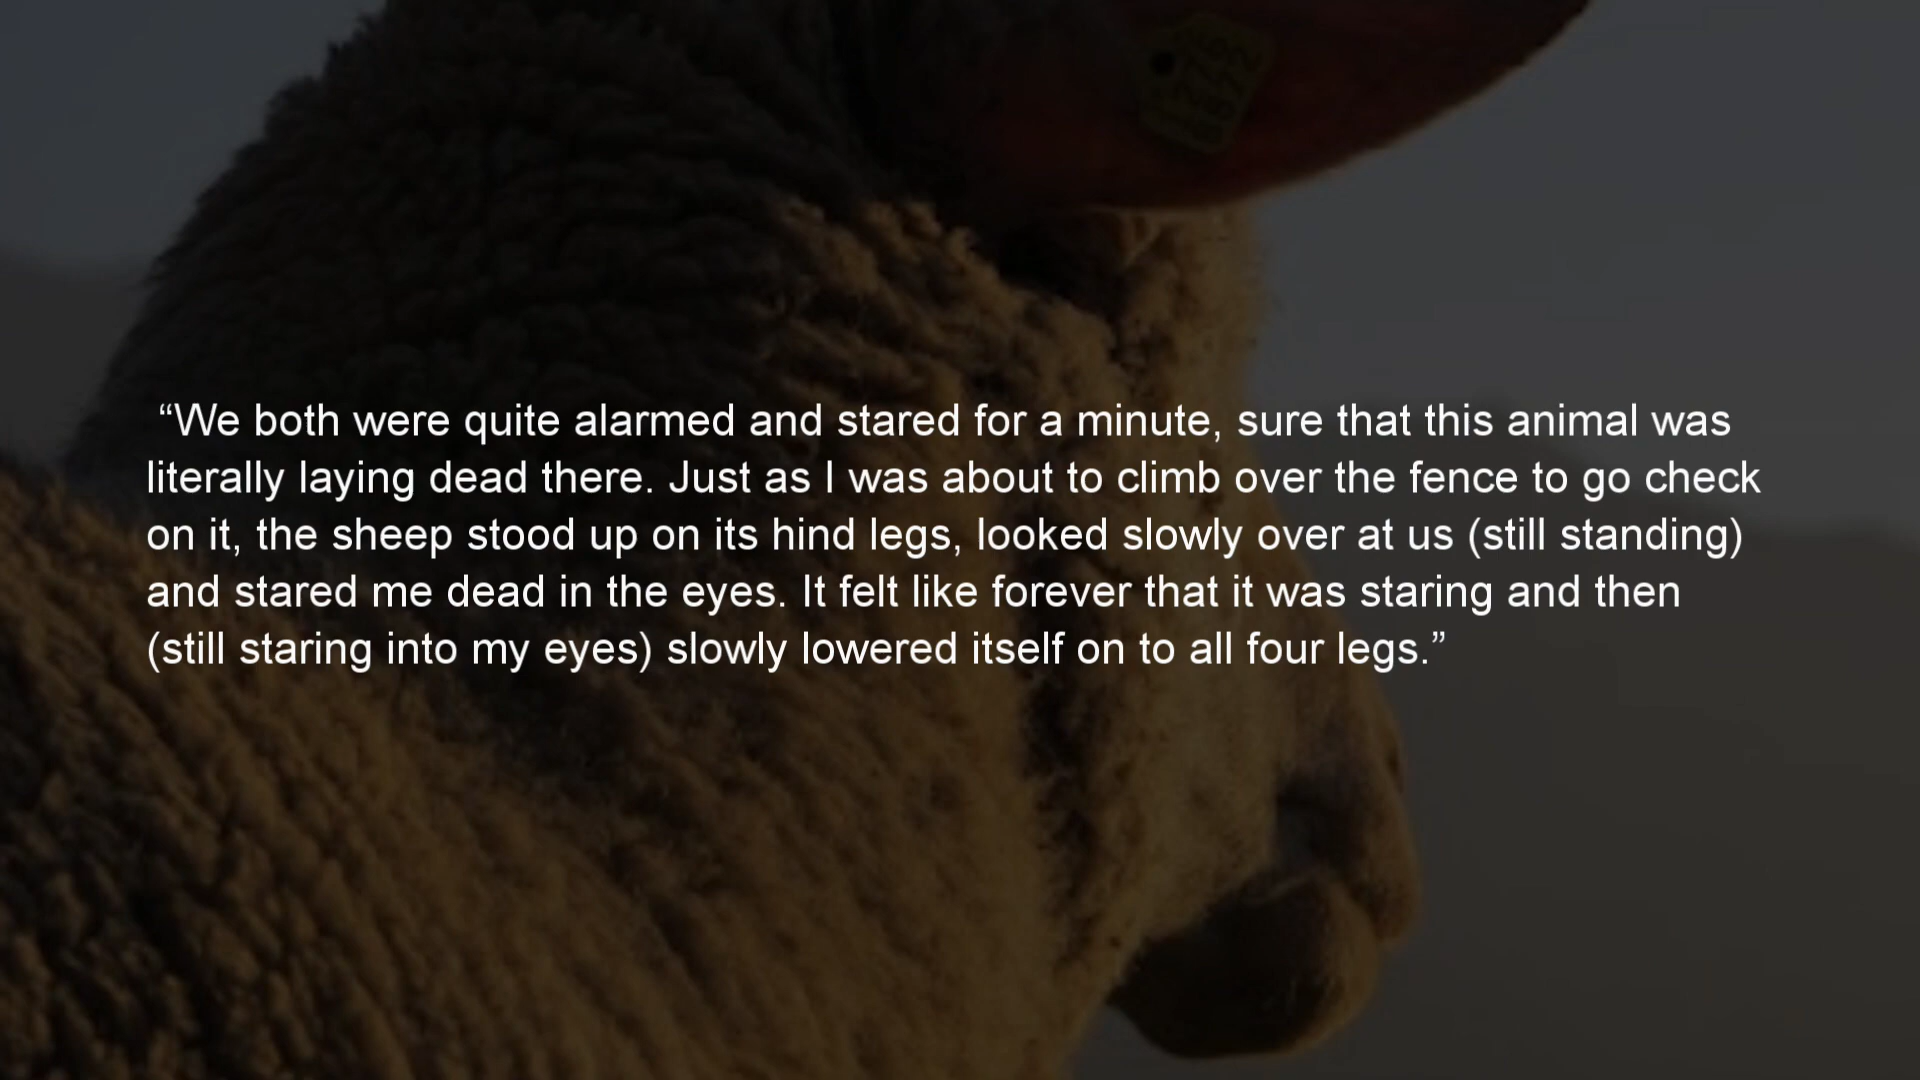 “We both were quite alarmed and stared for a minute, sure that this animal was
literally laying dead there. Just as I was about to climb over the fence to go check
on it, the sheep stood up on its hind legs, looked slowly over at us (still standing)
and stared me dead in the eyes. It felt like forever that it was staring and then
(still staring into my eyes) slowly lowered itself on to all four legs.”